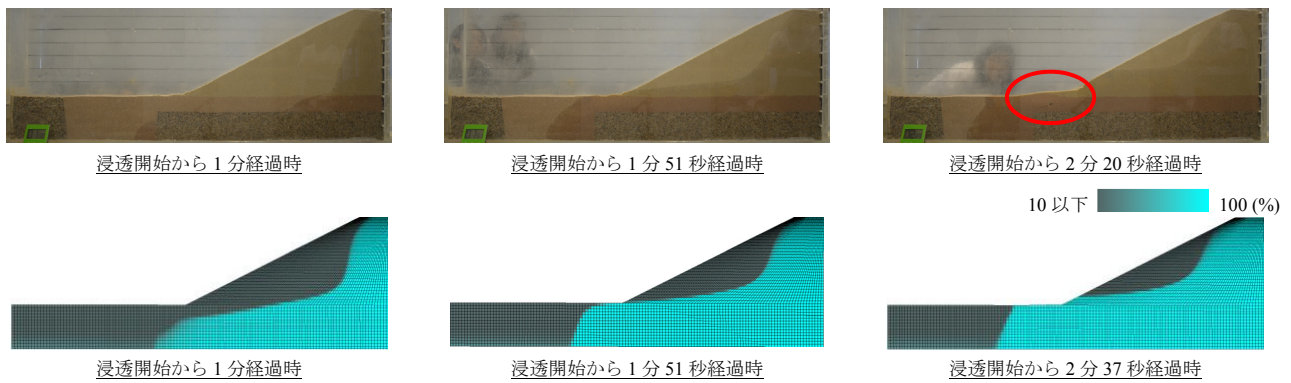 浸透開始から 1 分経過時
浸透開始から 1 分 51 秒経過時
浸透開始から 2 分 20 秒経過時
10 以下 100 (%)
浸透開始から 1 分経過時
浸透開始から 1 分 51 秒経過時
浸透開始から 2 分 37 秒経過時